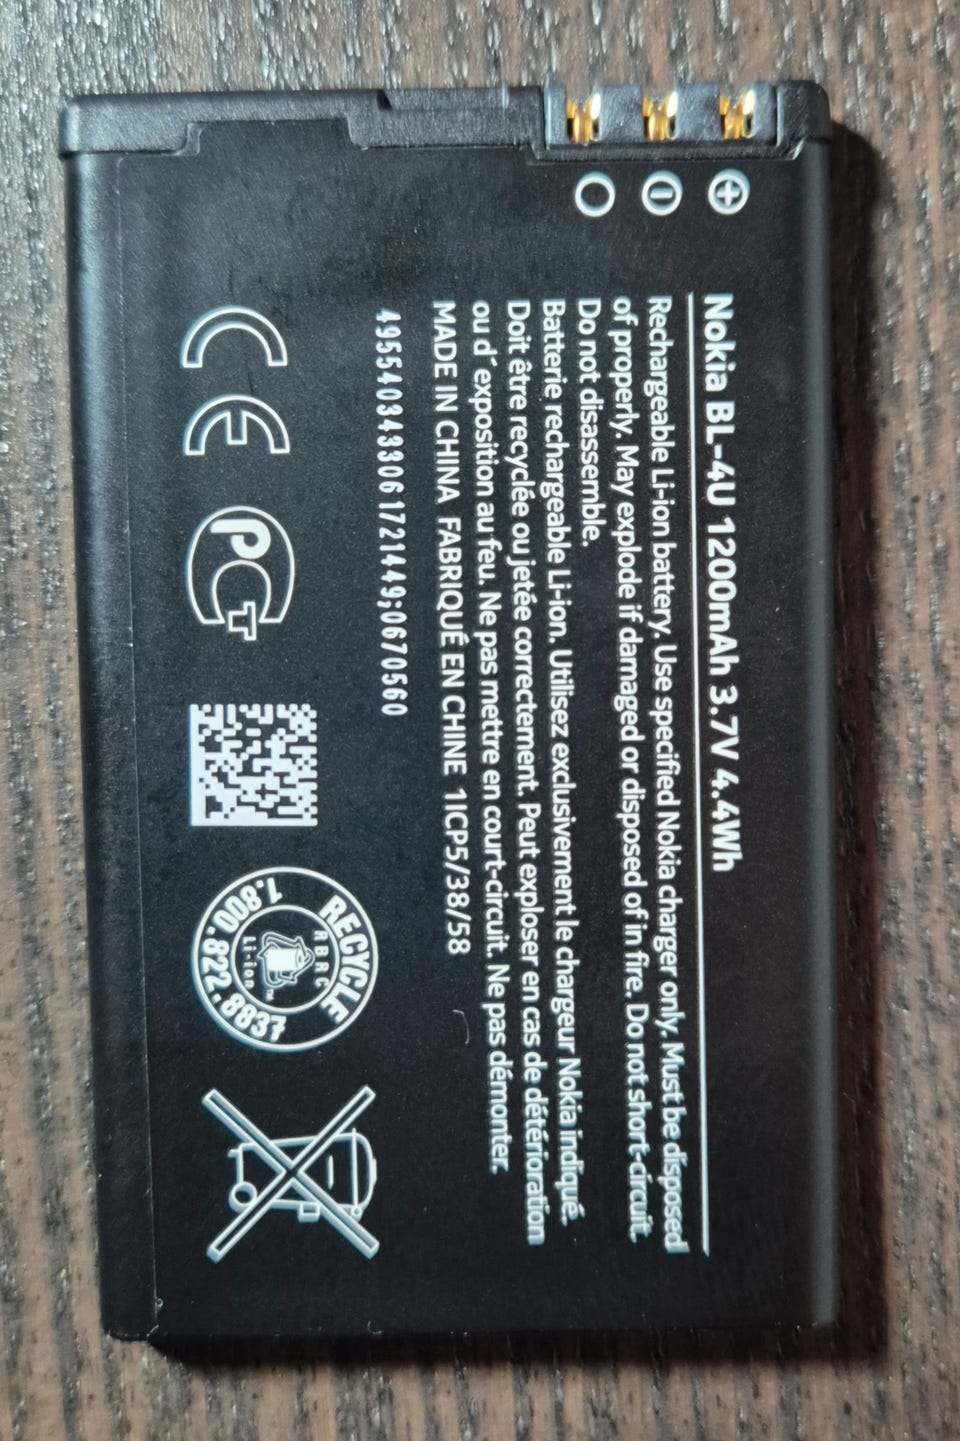 Nokia BL-4U 1200mAh 3.7V 4.4Wh
Rechargeable Li-ion battery. Use specified Nokia charger only. Must be disposed
of properly. May explode if damaged or disposed of in fire. Do not short-circuit.
Do not disassemble.
Batterie rechargeable Li-ion. Utilisez exclusivement le chargeur Nokia indiqué.
Doit être recyclée ou jetée correctement. Peut exploser en cas de détérioration
ou d´exposition au feu. Ne pas mettre en court-circuit. Ne pas démonter.
MADE IN CHINA FABRIQUÉ EN CHINE 1ICP5/38/58
4955403433061721449;0670560
CE
РСТ
RECYCLE
RBRC
Li-ion
TM
1.800.822.8837